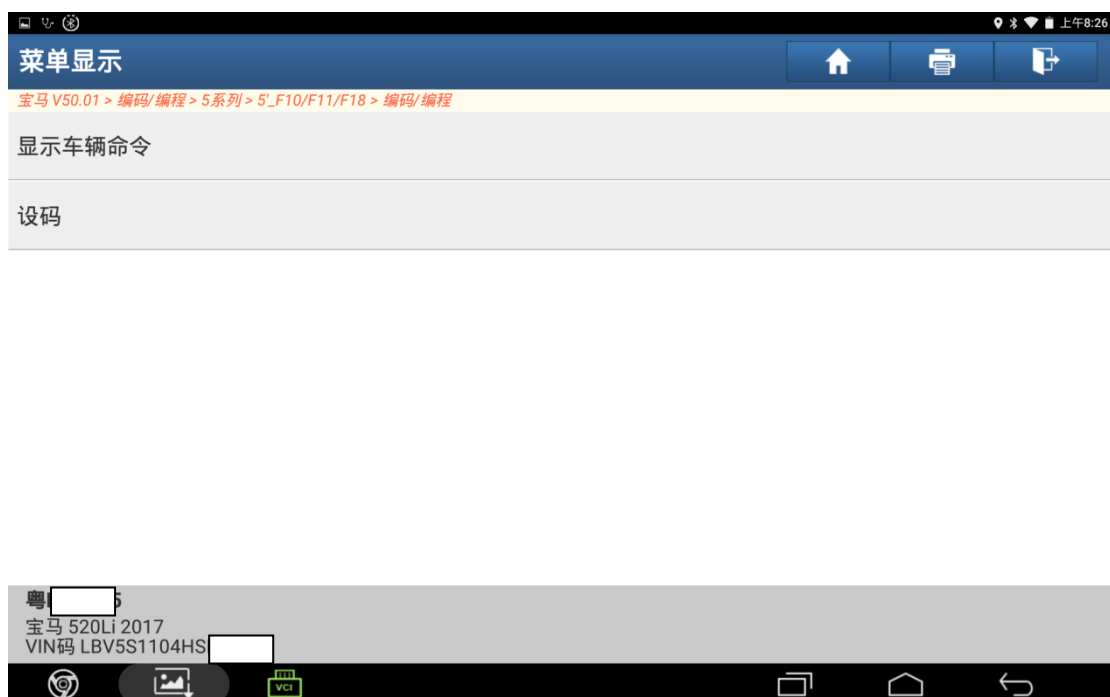 上午8:26
菜单显示
宝马 V50.01 > 编码/编程 > 5系列 > 5'_F10/F11/F18 > 编码/编程
显示车辆命令
设码
粤
宝马 520Li 2017
VIN码 LBV5S1104HS
VCI